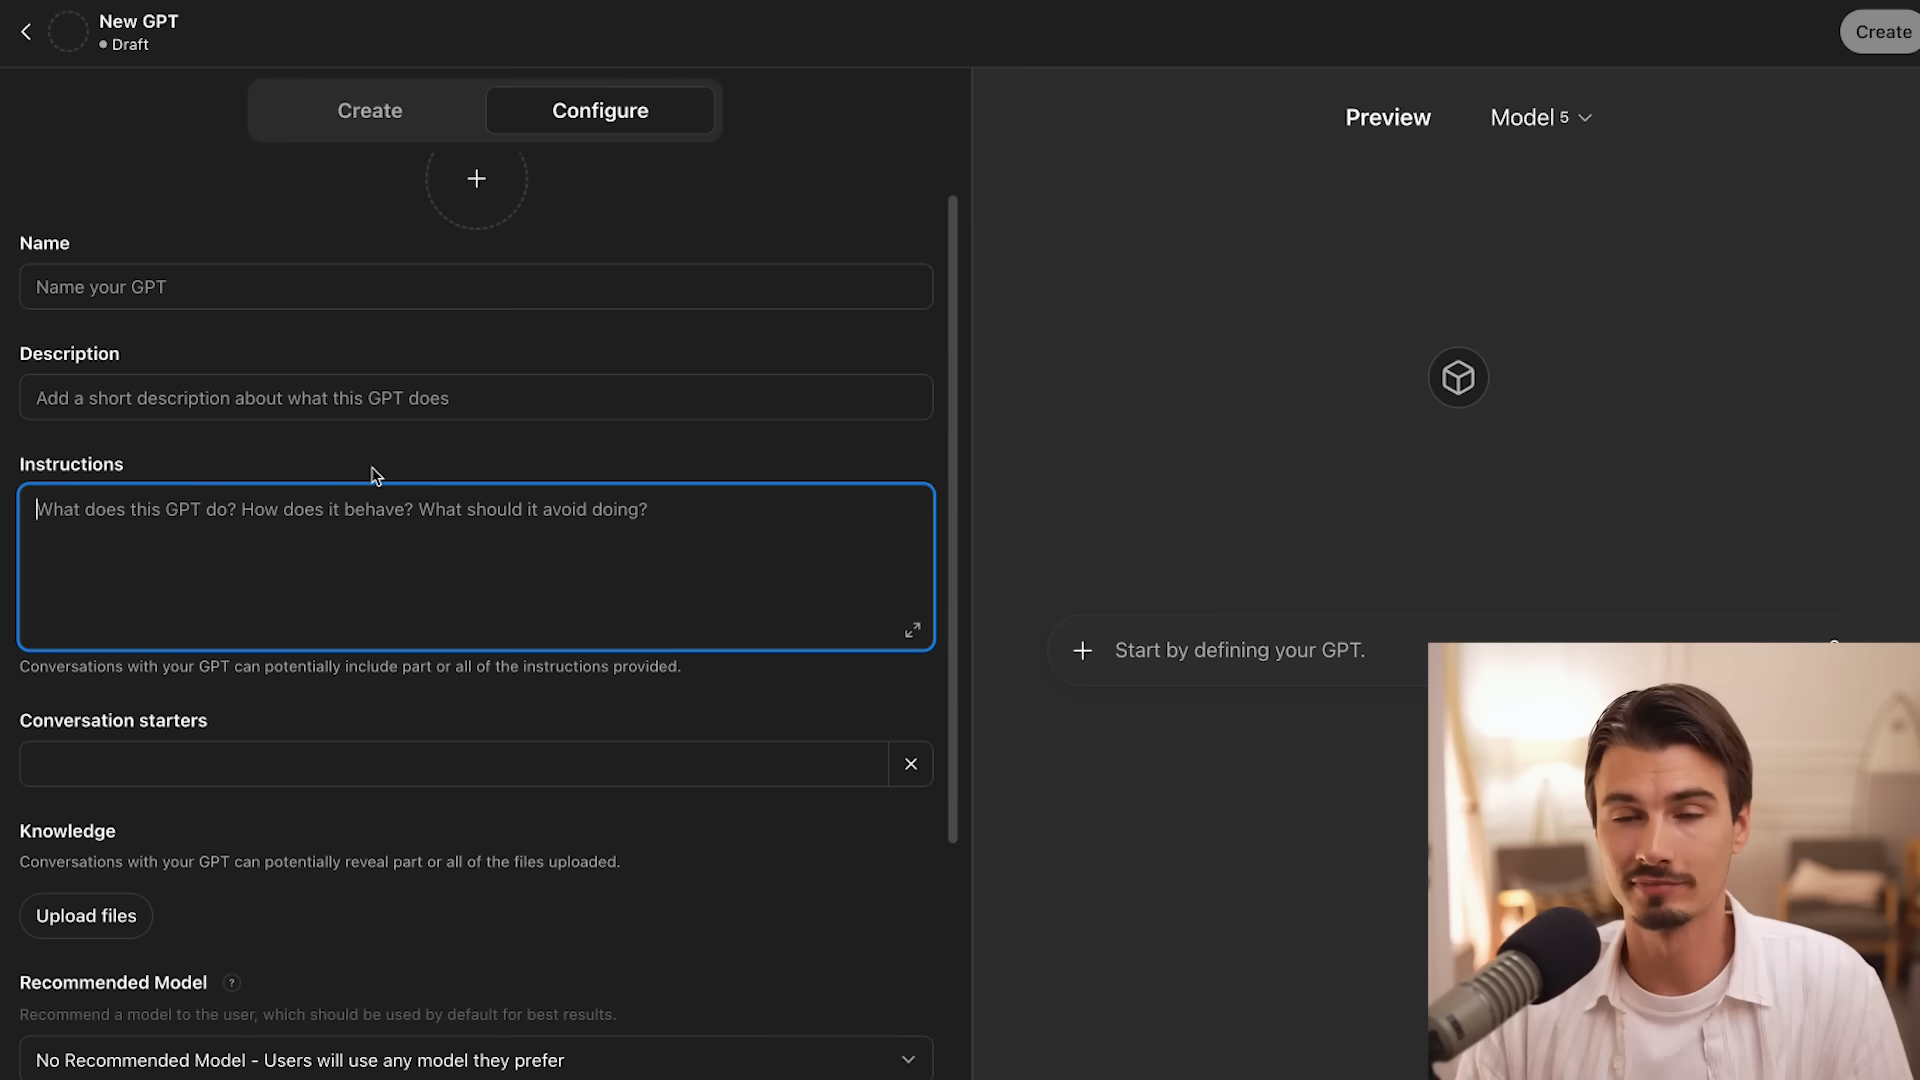 New GPT
Draft
Create
Create
Configure
Preview
Model 5
Name
Name your GPT
Description
Add a short description about what this GPT does
Instructions
What does this GPT do? How does it behave? What should it avoid doing?
Conversations with your GPT can potentially include part or all of the instructions provided.
Start by defining your GPT.
Conversation starters
Knowledge
Conversations with your GPT can potentially reveal part or all of the files uploaded.
Upload files
Recommended Model ?
Recommend a model to the user, which should be used by default for best results.
No Recommended Model - Users will use any model they prefer